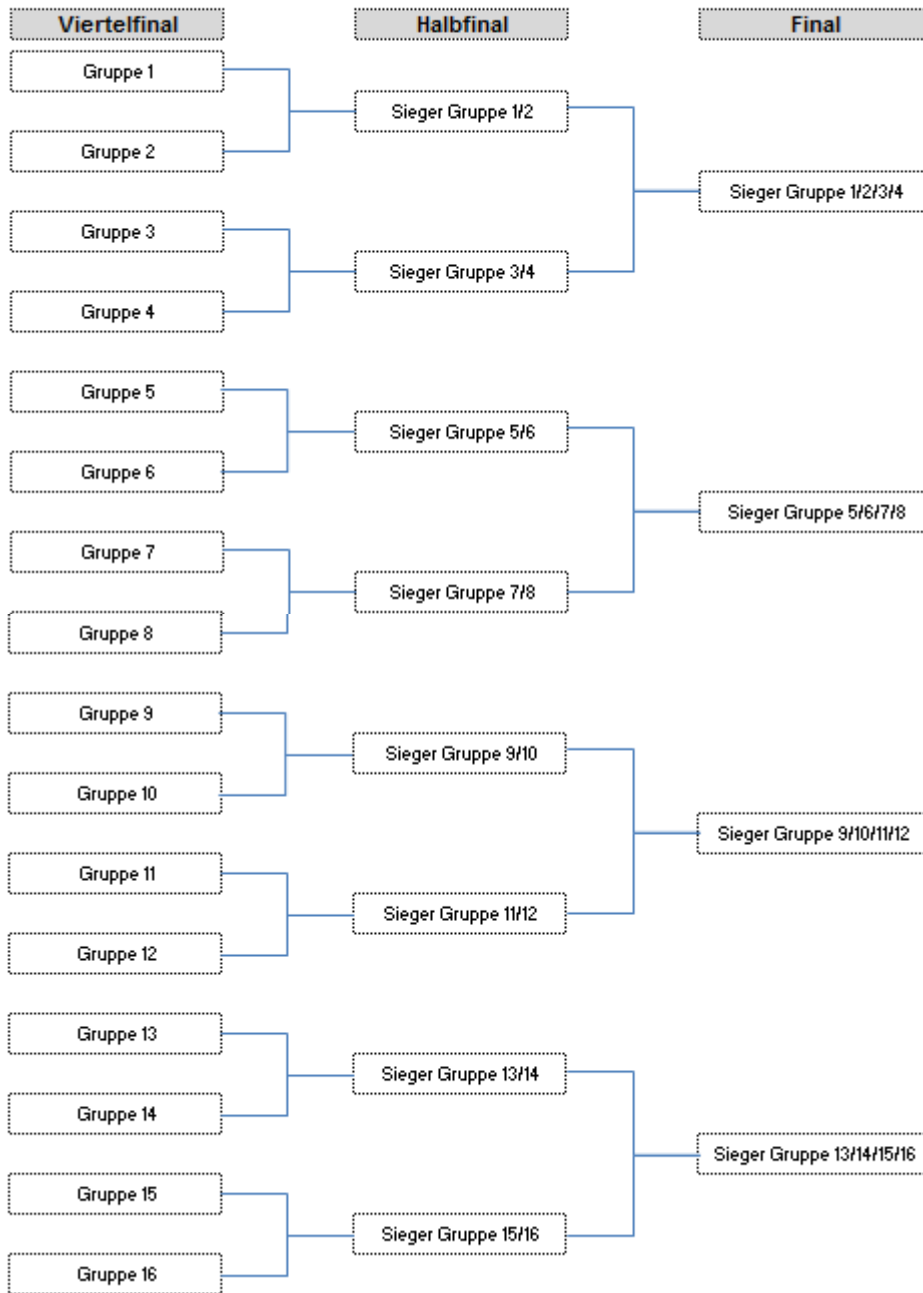 Viertelfinal
Halbfinal
Final
Gruppe 1
Sieger Gruppe 1/2
Gruppe 2
Sieger Gruppe 1/2/3/4
Gruppe 3
Sieger Gruppe 3/4
Gruppe 4
Gruppe 5
Sieger Gruppe 5/6
Gruppe 6
Sieger Gruppe 5/6/7/8
Gruppe 7
Sieger Gruppe 7/8
Gruppe 8
Gruppe 9
Sieger Gruppe 9/10
Gruppe 10
Sieger Gruppe 9/10/11/12
Gruppe 11
Sieger Gruppe 11/12
Gruppe 12
Gruppe 13
Sieger Gruppe 13/14
Gruppe 14
Sieger Gruppe 13/14/15/16
Gruppe 15
Sieger Gruppe 15/16
Gruppe 16